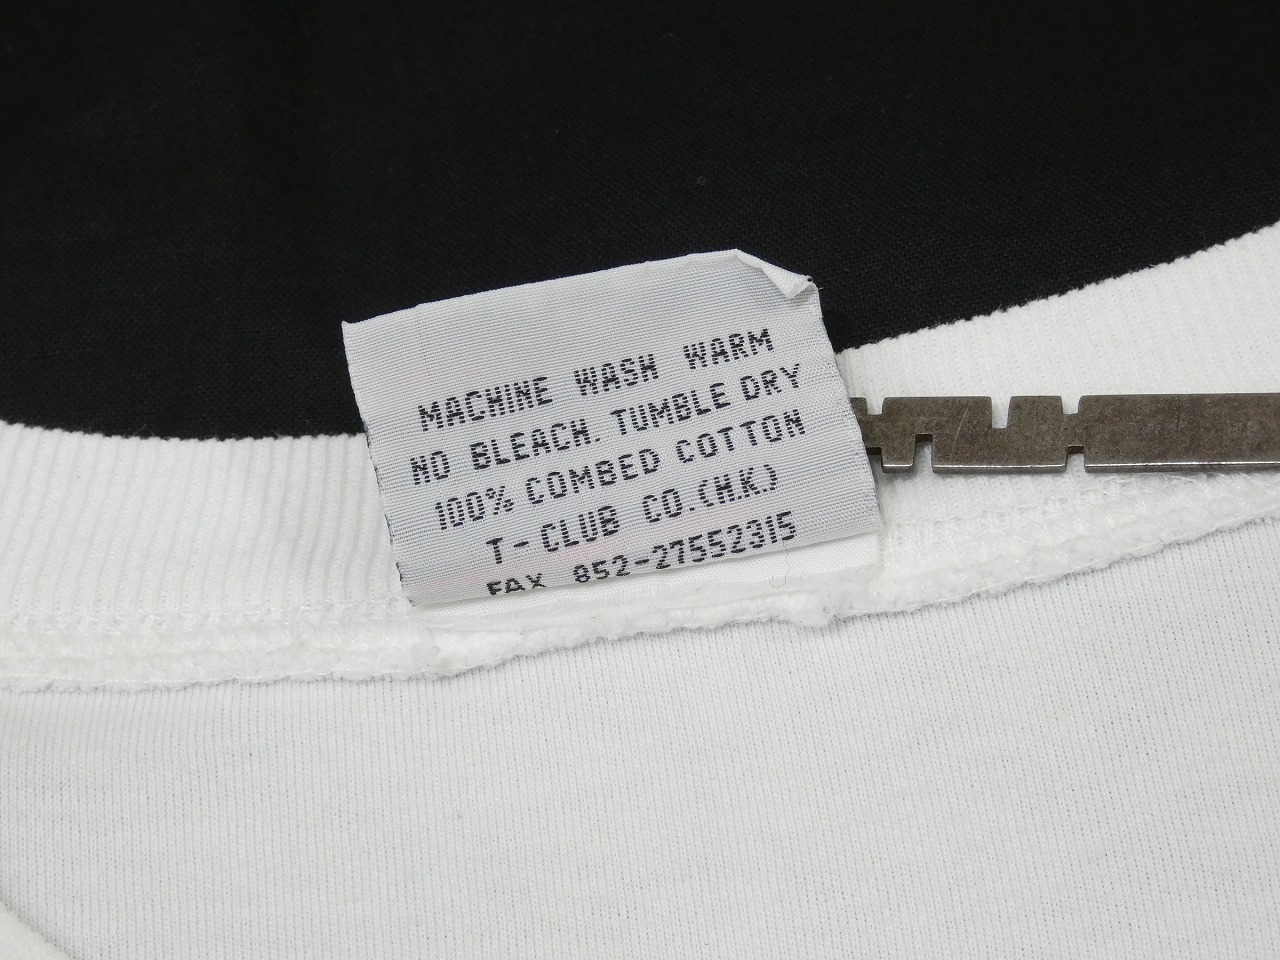 MACHINE WASH WARM
NO BLEACH. TUMBLE DRY
100% COMBED COTTON
T-CLUB CO.(H.K.)
FAX 852-27552315